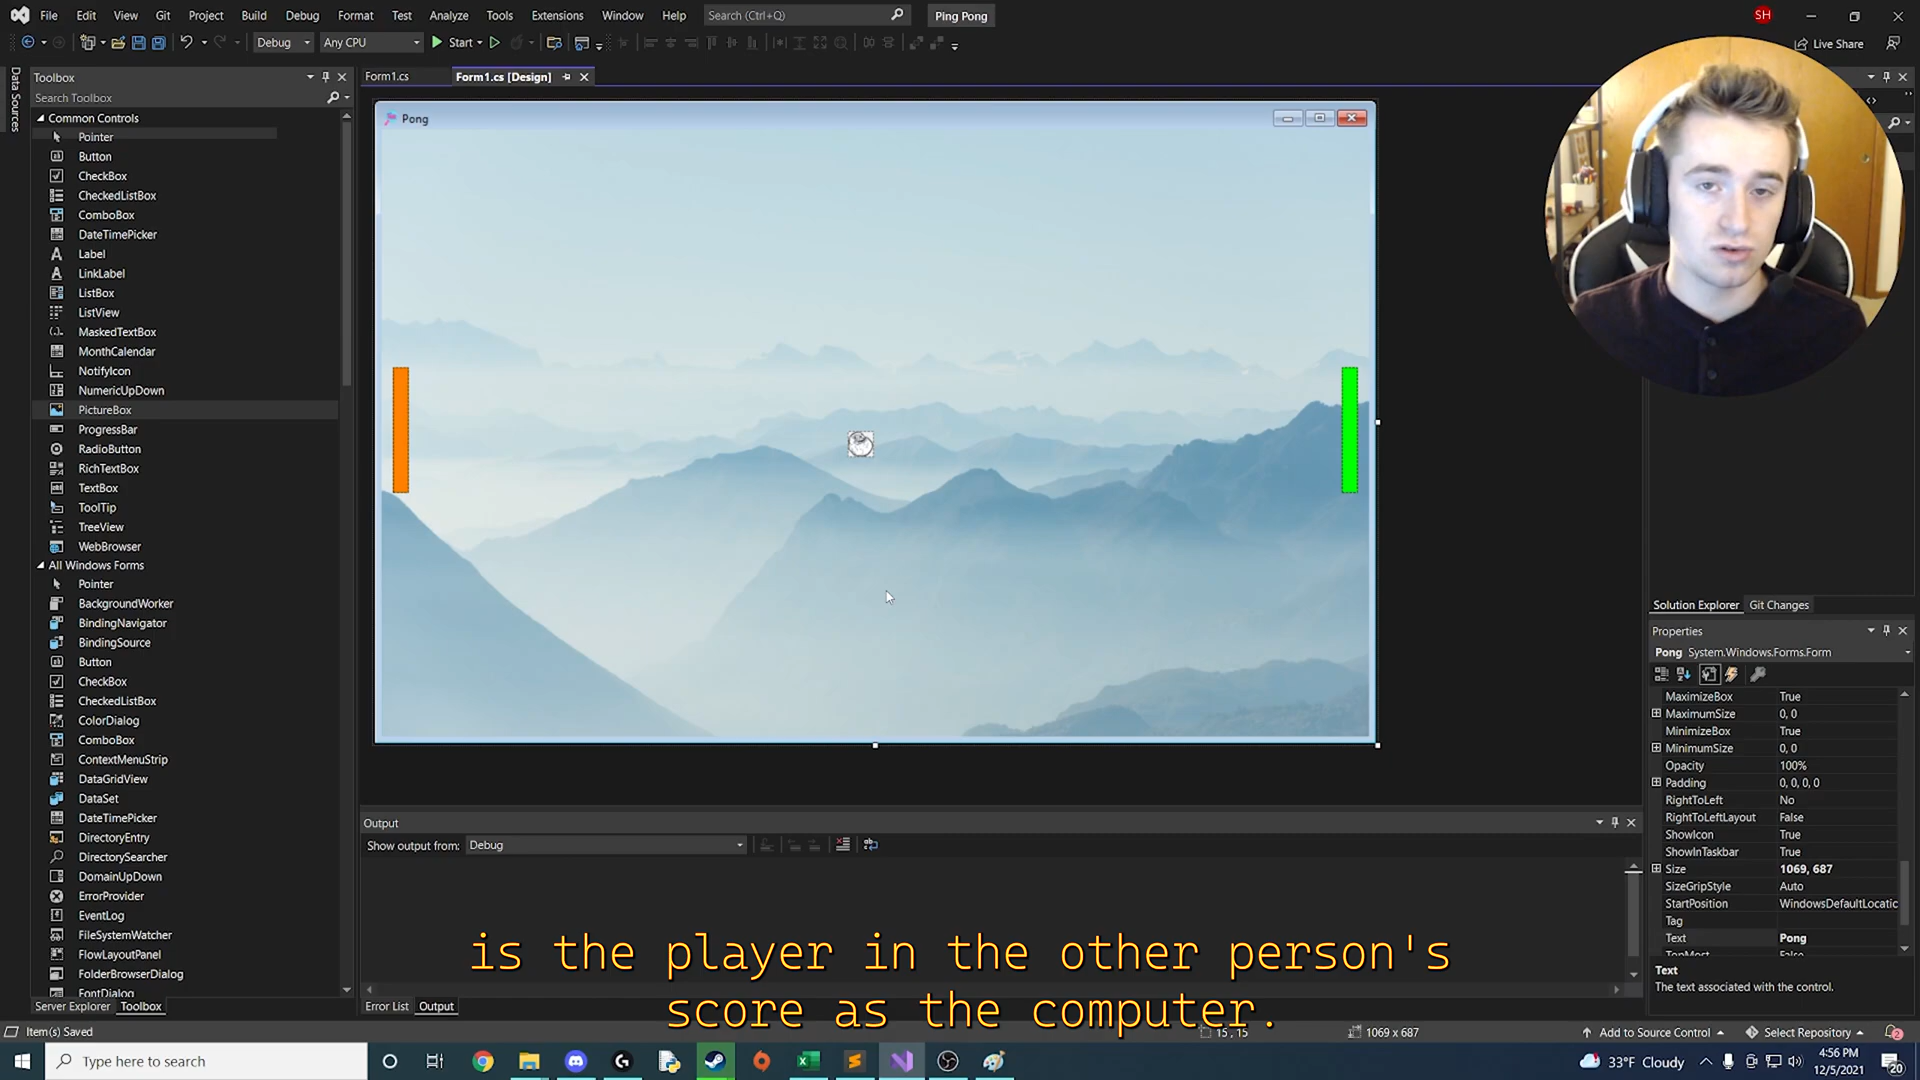 File Edit View Git Project Build Debug Format Test Analyze Tools Extensions Window Help Search (Ctrl+Q) Ping Pong SH
Debug Any CPU Start Live Share
Data Sources
Toolbox
Form1.cs Form1.cs [Design]
Search Toolbox
Common Controls
Pointer
Button
CheckBox
CheckedListBox
ComboBox
DateTimePicker
Label
LinkLabel
ListBox
ListView
MaskedTextBox
MonthCalendar
NotifyIcon
NumericUpDown
PictureBox
ProgressBar
RadioButton
RichTextBox
TextBox
ToolTip
TreeView
WebBrowser
All Windows Forms
Pointer
BackgroundWorker
BindingNavigator
BindingSource
Button
CheckBox
CheckedListBox
ColorDialog
ComboBox
ContextMenuStrip
DataGridView
DataSet
DateTimePicker
DirectoryEntry
DirectorySearcher
DomainUpDown
ErrorProvider
EventLog
FileSystemWatcher
FlowLayoutPanel
FolderBrowserDialog
FontDialog
Server Explorer Toolbox
Pong
Output
Show output from: Debug
Error List Output
is the player in the other person's
score as the computer.
Solution Explorer Git Changes
Properties
Pong System.Windows.Forms.Form
MaximizeBox True
MaximumSize 0, 0
MinimizeBox True
MinimumSize 0, 0
Opacity 100%
Padding 0, 0, 0, 0
RightToLeft No
RightToLeftLayout False
ShowIcon True
ShowInTaskbar True
Size 1069, 687
SizeGripStyle Auto
StartPosition WindowsDefaultLocatic
Tag
Text Pong
TopMost False
Text
The text associated with the control.
Item(s) Saved 15, 15 1069 x 687 Add to Source Control Select Repository 2
Type here to search 33°F Cloudy 4:56 PM
12/5/2021 20